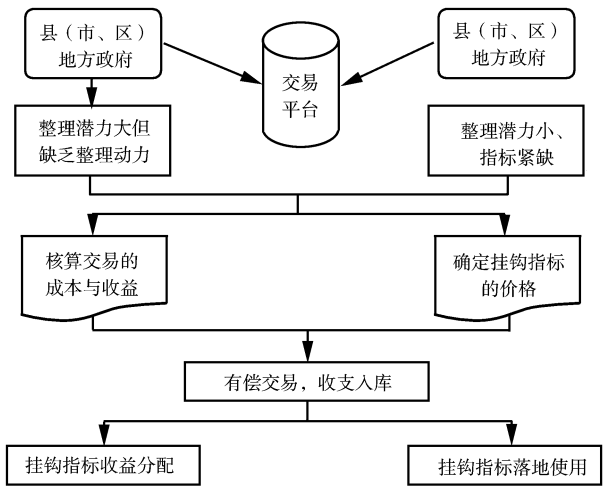 县（市、区）
地方政府
交易
平台
县（市、区）
地方政府
整理潜力大但
缺乏整理动力
整理潜力小、
指标紧缺
核算交易的
成本与收益
确定挂钩指标
的价格
有偿交易，收支入库
挂钩指标收益分配
挂钩指标落地使用